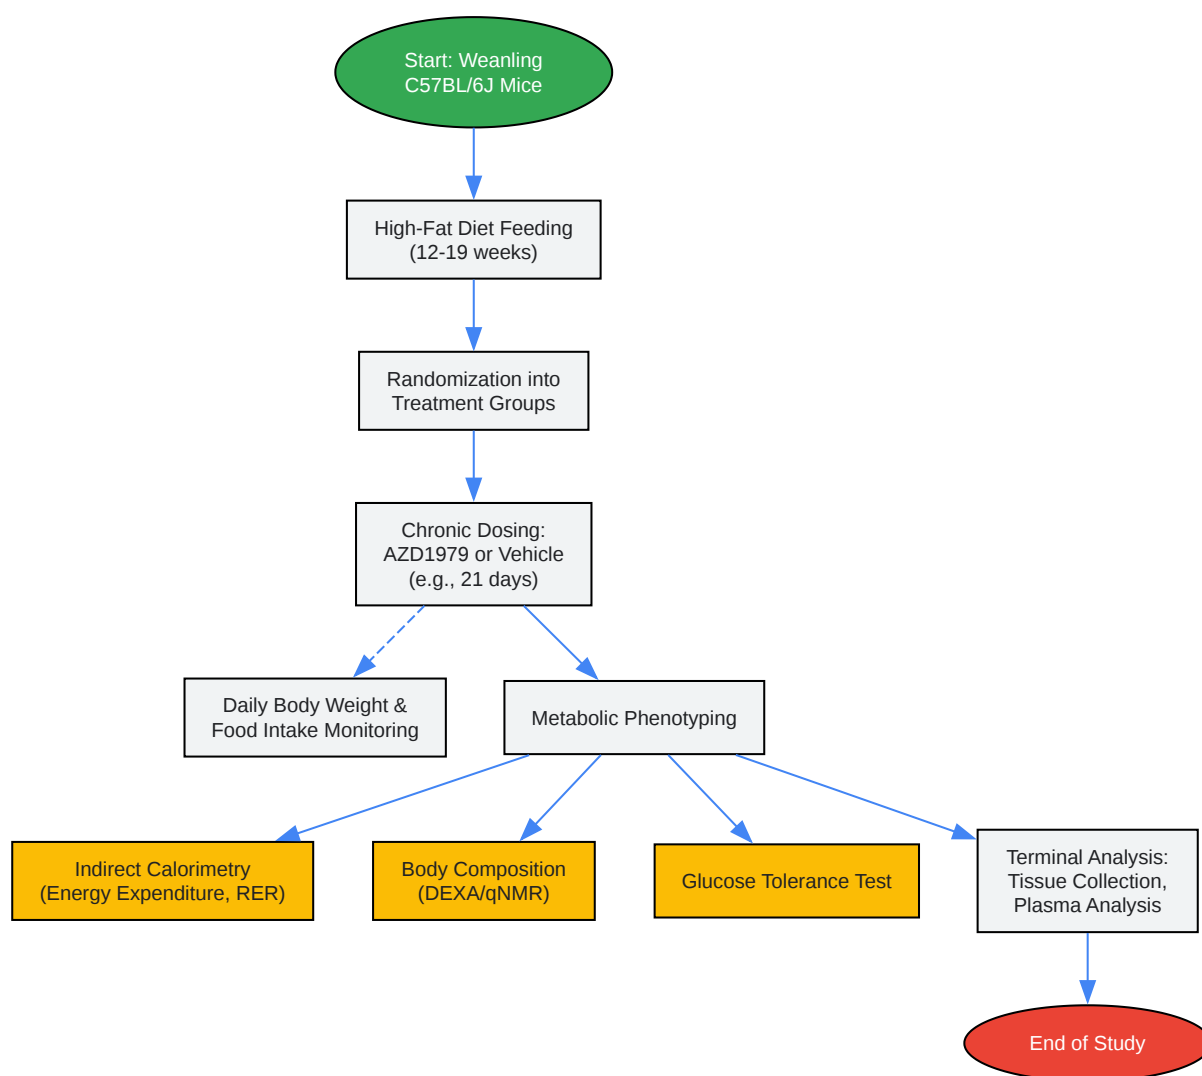 Start: Weanling
C57BL/6J Mice
High-Fat Diet Feeding
(12-19 weeks)
Randomization into
Treatment Groups
Chronic Dosing:
AZD1979 or Vehicle
(e.g., 21 days)
Daily Body Weight &
Food Intake Monitoring
Metabolic Phenotyping
Indirect Calorimetry
(Energy Expenditure, RER)
Body Composition
(DEXA/qNMR)
Glucose Tolerance Test
Terminal Analysis:
Tissue Collection,
Plasma Analysis
End of Study